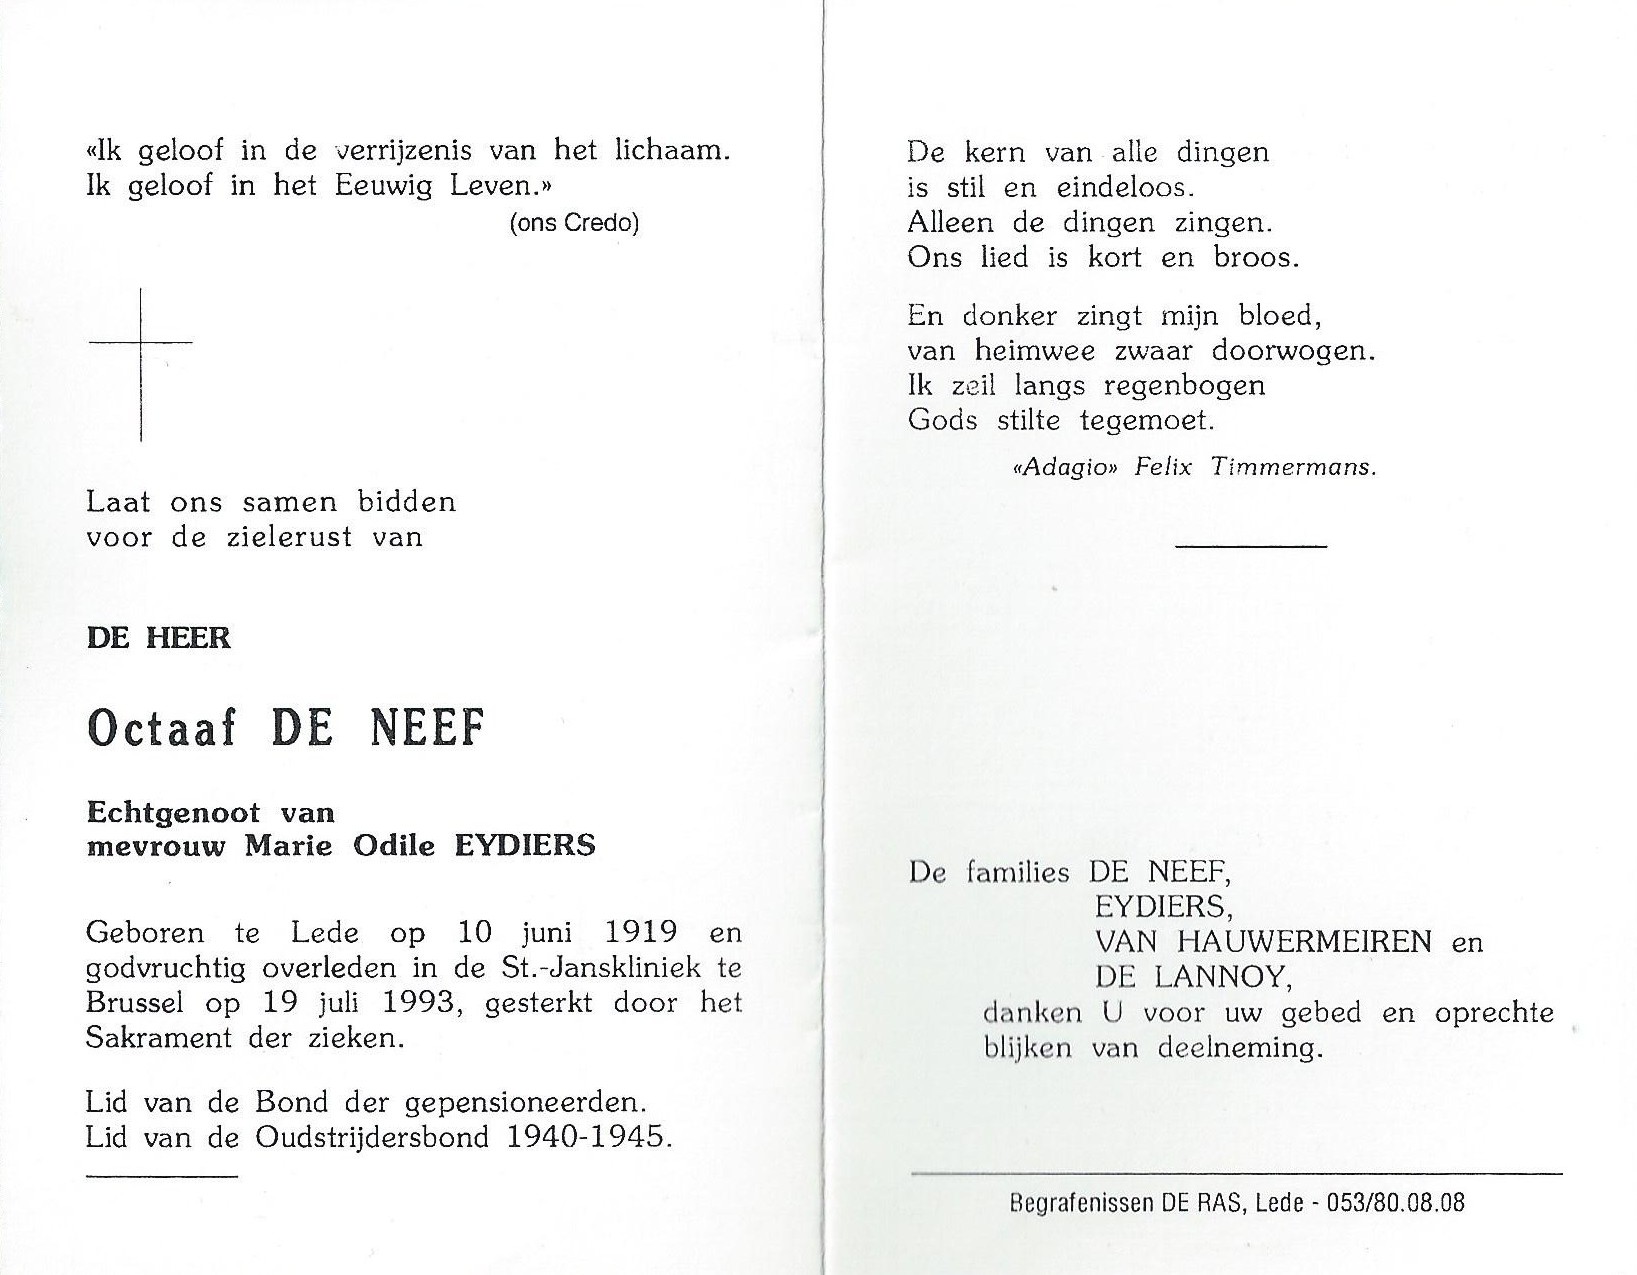 «Ik geloof in de verrijzenis van het lichaam.
Ik geloof in het Eeuwig Leven.»
(ons Credo)
Laat ons samen bidden
voor de zielerust van
DE HEER
Octaaf DE NEEF
Echtgenoot van
mevrouw Marie Odile EYDIERS
Geboren te Lede op 10 juni 1919 en
godvruchtig overleden in de St.-Janskliniek te
Brussel op 19 juli 1993, gesterkt door het
Sakrament der zieken.
Lid van de Bond der gepensioneerden.
Lid van de Oudstrijdersbond 1940-1945.
De kern van alle dingen
is stil en eindeloos.
Alleen de dingen zingen.
Ons lied is kort en broos.
En donker zingt mijn bloed,
van heimwee zwaar doorwogen.
Ik zeil langs regenbogen
Gods stilte tegemoet.
«Adagio» Felix Timmermans.
De families DE NEEF,
EYDIERS,
VAN HAUWERMEIREN en
DE LANNOY,
danken U voor uw gebed en oprechte
blijken van deelneming.
Begrafenissen DE RAS, Lede - 053/80.08.08